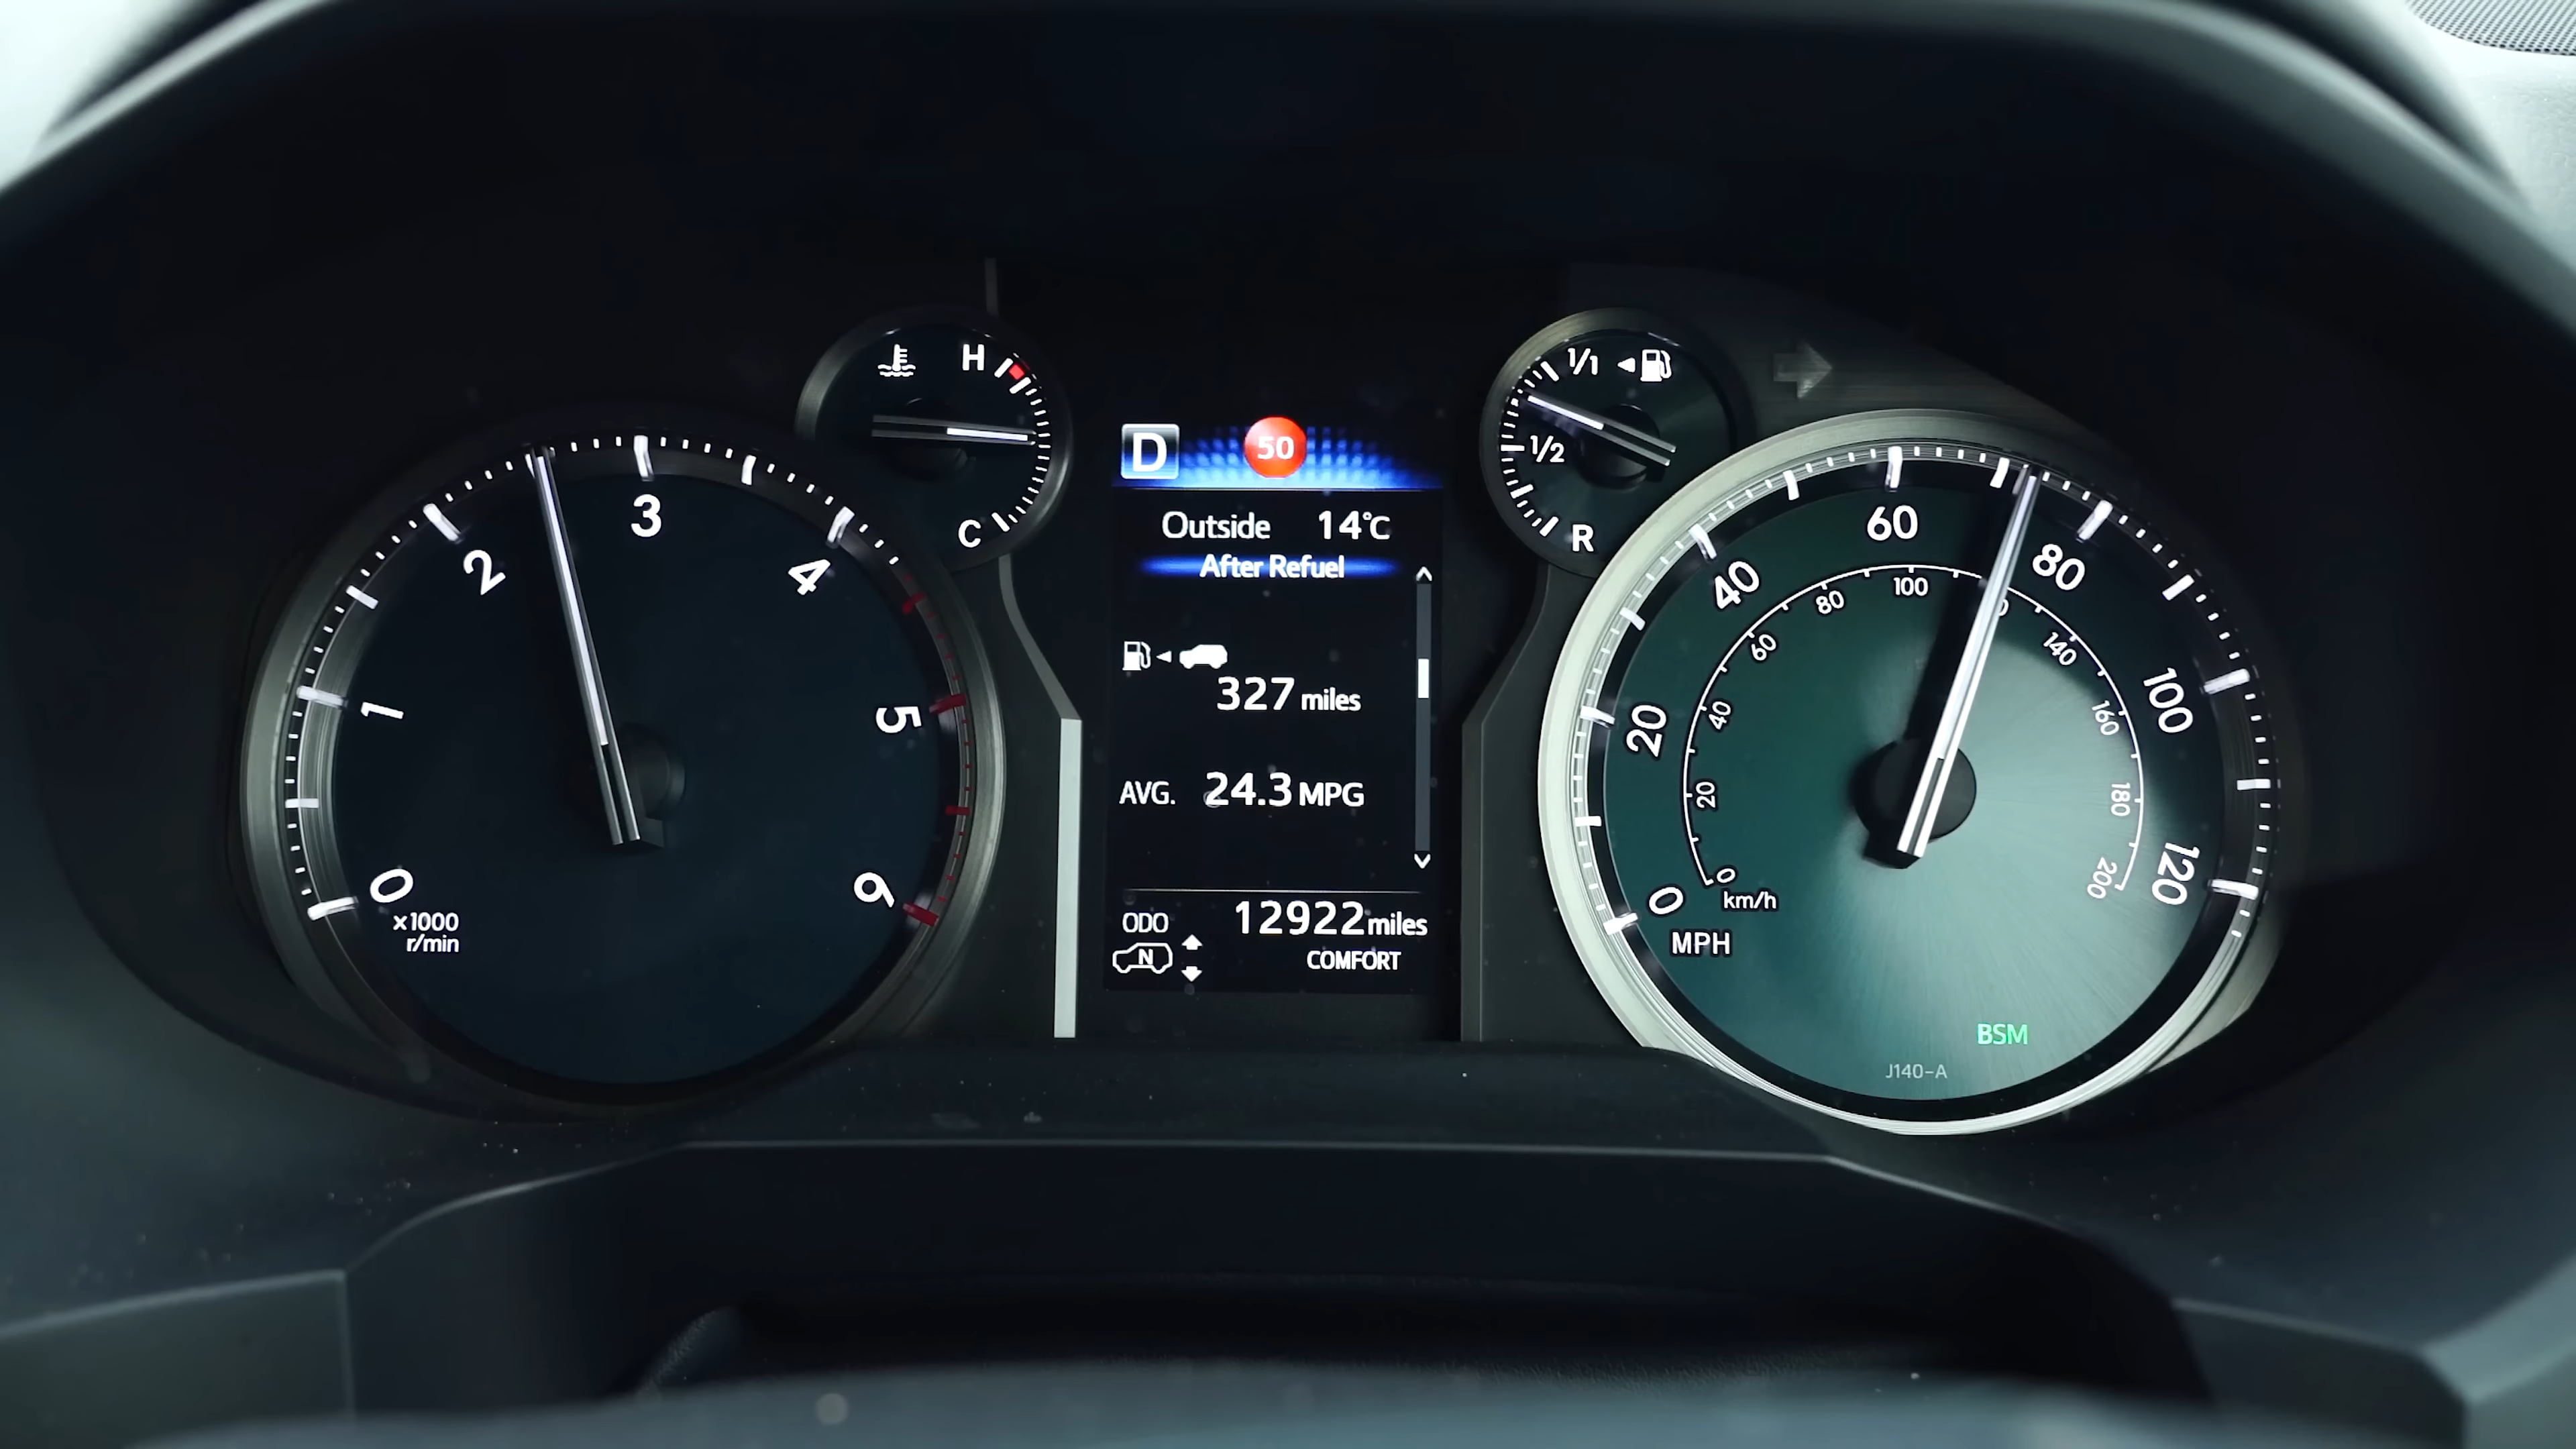 0
1
2
3
4
5
6
x1000
r/min
H
C
D
50
Outside 14°C
After Refuel
327 miles
AVG. 24.3 MPG
ODO 12922 miles
N COMFORT
1/1
1/2
R
0
20
40
60
80
100
120
MPH
0
20
40
60
80
100
140
160
180
200
km/h
BSM
J140-A